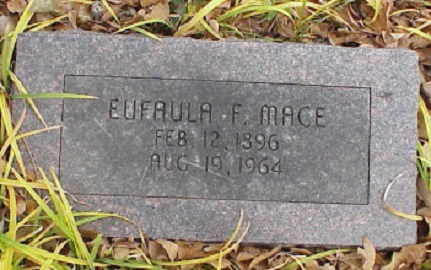 EUFAULA F. MACE
FEB 12, 1896
AUG 19, 1964